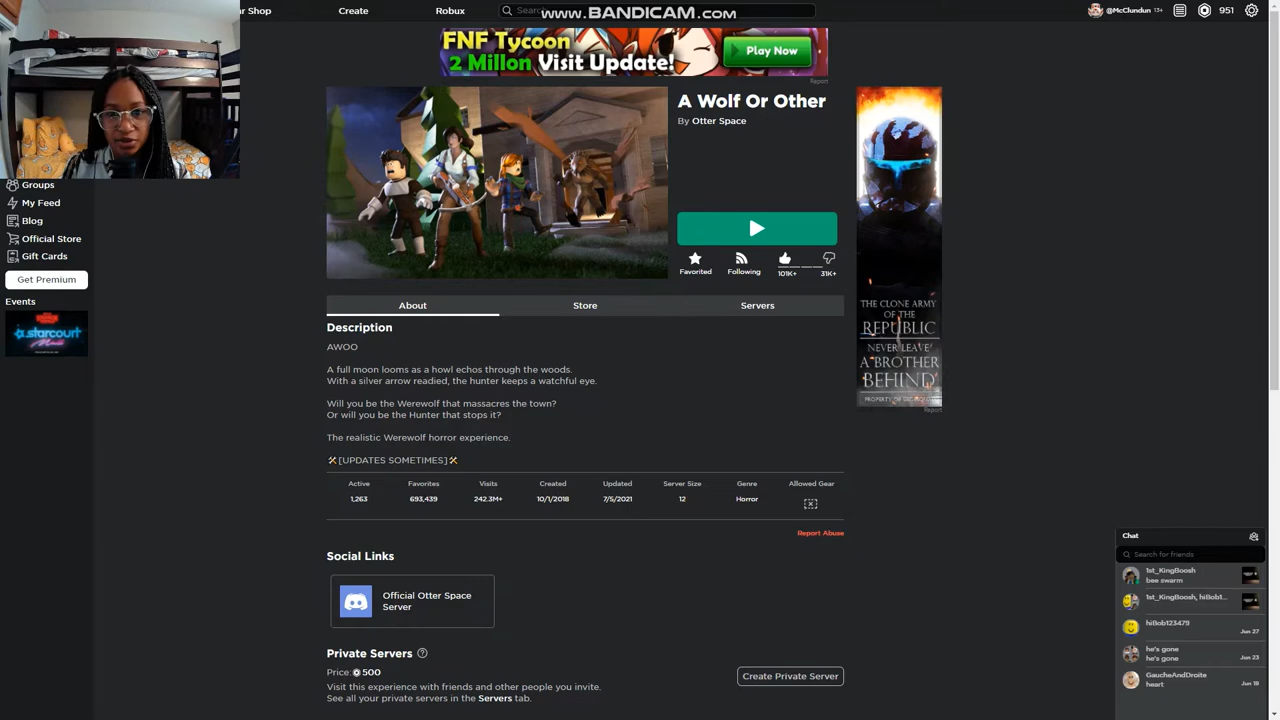 ar Shop
Create
Robux
Search
www.BANDICAM.com
@McClundun 13+
951
FNF Tycoon
2 Millon Visit Update!
Play Now
Report
A Wolf Or Other
By Otter Space
Groups
My Feed
Blog
Official Store
Gift Cards
Get Premium
Events
starcourt
Favorited
Following
101K+
31K+
THE CLONE ARMY
OF THE
REPUBLIC
NEVER LEAVE
A BROTHER
BEHIND
Report
About
Store
Servers
Description
AWOO
A full moon looms as a howl echos through the woods.
With a silver arrow readied, the hunter keeps a watchful eye.
Will you be the Werewolf that massacres the town?
Or will you be the Hunter that stops it?
The realistic Werewolf horror experience.
[UPDATES SOMETIMES]
Active
Favorites
Visits
Created
Updated
Server Size
Genre
Allowed Gear
1,263
693,439
242.3M+
10/1/2018
7/5/2021
12
Horror
Report Abuse
Social Links
Official Otter Space
Server
Private Servers
Price: 500
Visit this experience with friends and other people you invite.
See all your private servers in the Servers tab.
Create Private Server
Chat
Search for friends
1st_KingBoosh
bee swarm
1st_KingBoosh, hiBob1...
hiBob123479
Jun 27
he's gone
he's gone
Jun 23
GaucheAndDroite
heart
Jun 19